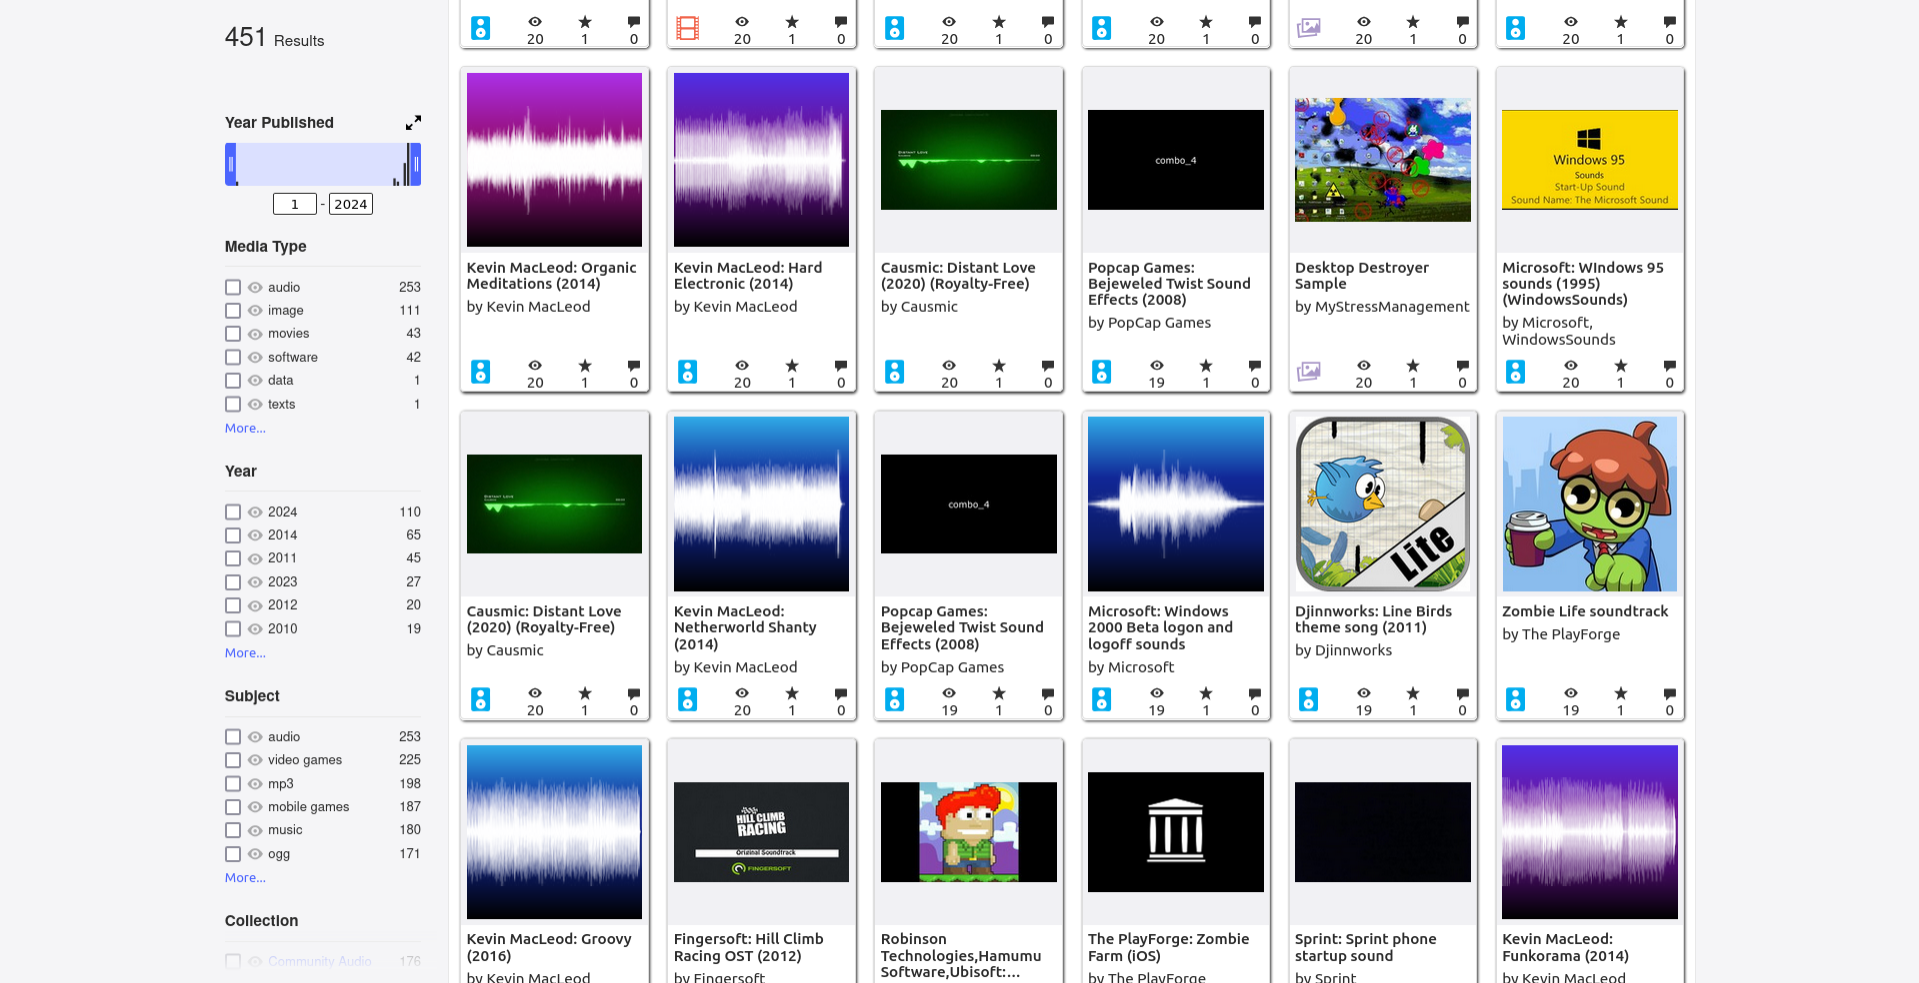 451 Results
Year Published
1 - 2024
Media Type
audio 253
image 111
movies 43
software 42
data 1
texts 1
More...
Year
2024 110
2014 65
2011 45
2023 27
2012 20
2010 19
More...
Subject
audio 253
video games 225
mp3 198
mobile games 187
music 180
ogg 171
More...
Collection
Community Audio 176
20 1 0
20 1 0
20 1 0
20 1 0
20 1 0
20 1 0
Kevin MacLeod: Organic
Meditations (2014)
by Kevin MacLeod
20 1 0
Kevin MacLeod: Hard
Electronic (2014)
by Kevin MacLeod
20 1 0
DISTANT LOVE
Causmic: Distant Love
(2020) (Royalty-Free)
by Causmic
20 1 0
combo_4
Popcap Games:
Bejeweled Twist Sound
Effects (2008)
by PopCap Games
19 1 0
Desktop Destroyer
Sample
by MyStressManagement
20 1 0
Windows 95
Sounds
Start-Up Sound
Sound Name: The Microsoft Sound
Microsoft: WIndows 95
sounds (1995)
(WindowsSounds)
by Microsoft,
WindowsSounds
20 1 0
DISTANT LOVE
Causmic: Distant Love
(2020) (Royalty-Free)
by Causmic
20 1 0
Kevin MacLeod:
Netherworld Shanty
(2014)
by Kevin MacLeod
20 1 0
combo_4
Popcap Games:
Bejeweled Twist Sound
Effects (2008)
by PopCap Games
19 1 0
Microsoft: Windows
2000 Beta logon and
logoff sounds
by Microsoft
19 1 0
Lite
Djinnworks: Line Birds
theme song (2011)
by Djinnworks
19 1 0
Zombie Life soundtrack
by The PlayForge
19 1 0
Kevin MacLeod: Groovy
(2016)
by Kevin MacLeod
HILL CLIMB
RACING
Original Soundtrack
FINGERSOFT
Fingersoft: Hill Climb
Racing OST (2012)
by Fingersoft
Robinson
Technologies,Hamumu
Software,Ubisoft:...
The PlayForge: Zombie
Farm (iOS)
by The PlayForge
Sprint: Sprint phone
startup sound
by Sprint
Kevin MacLeod:
Funkorama (2014)
by Kevin MacLeod